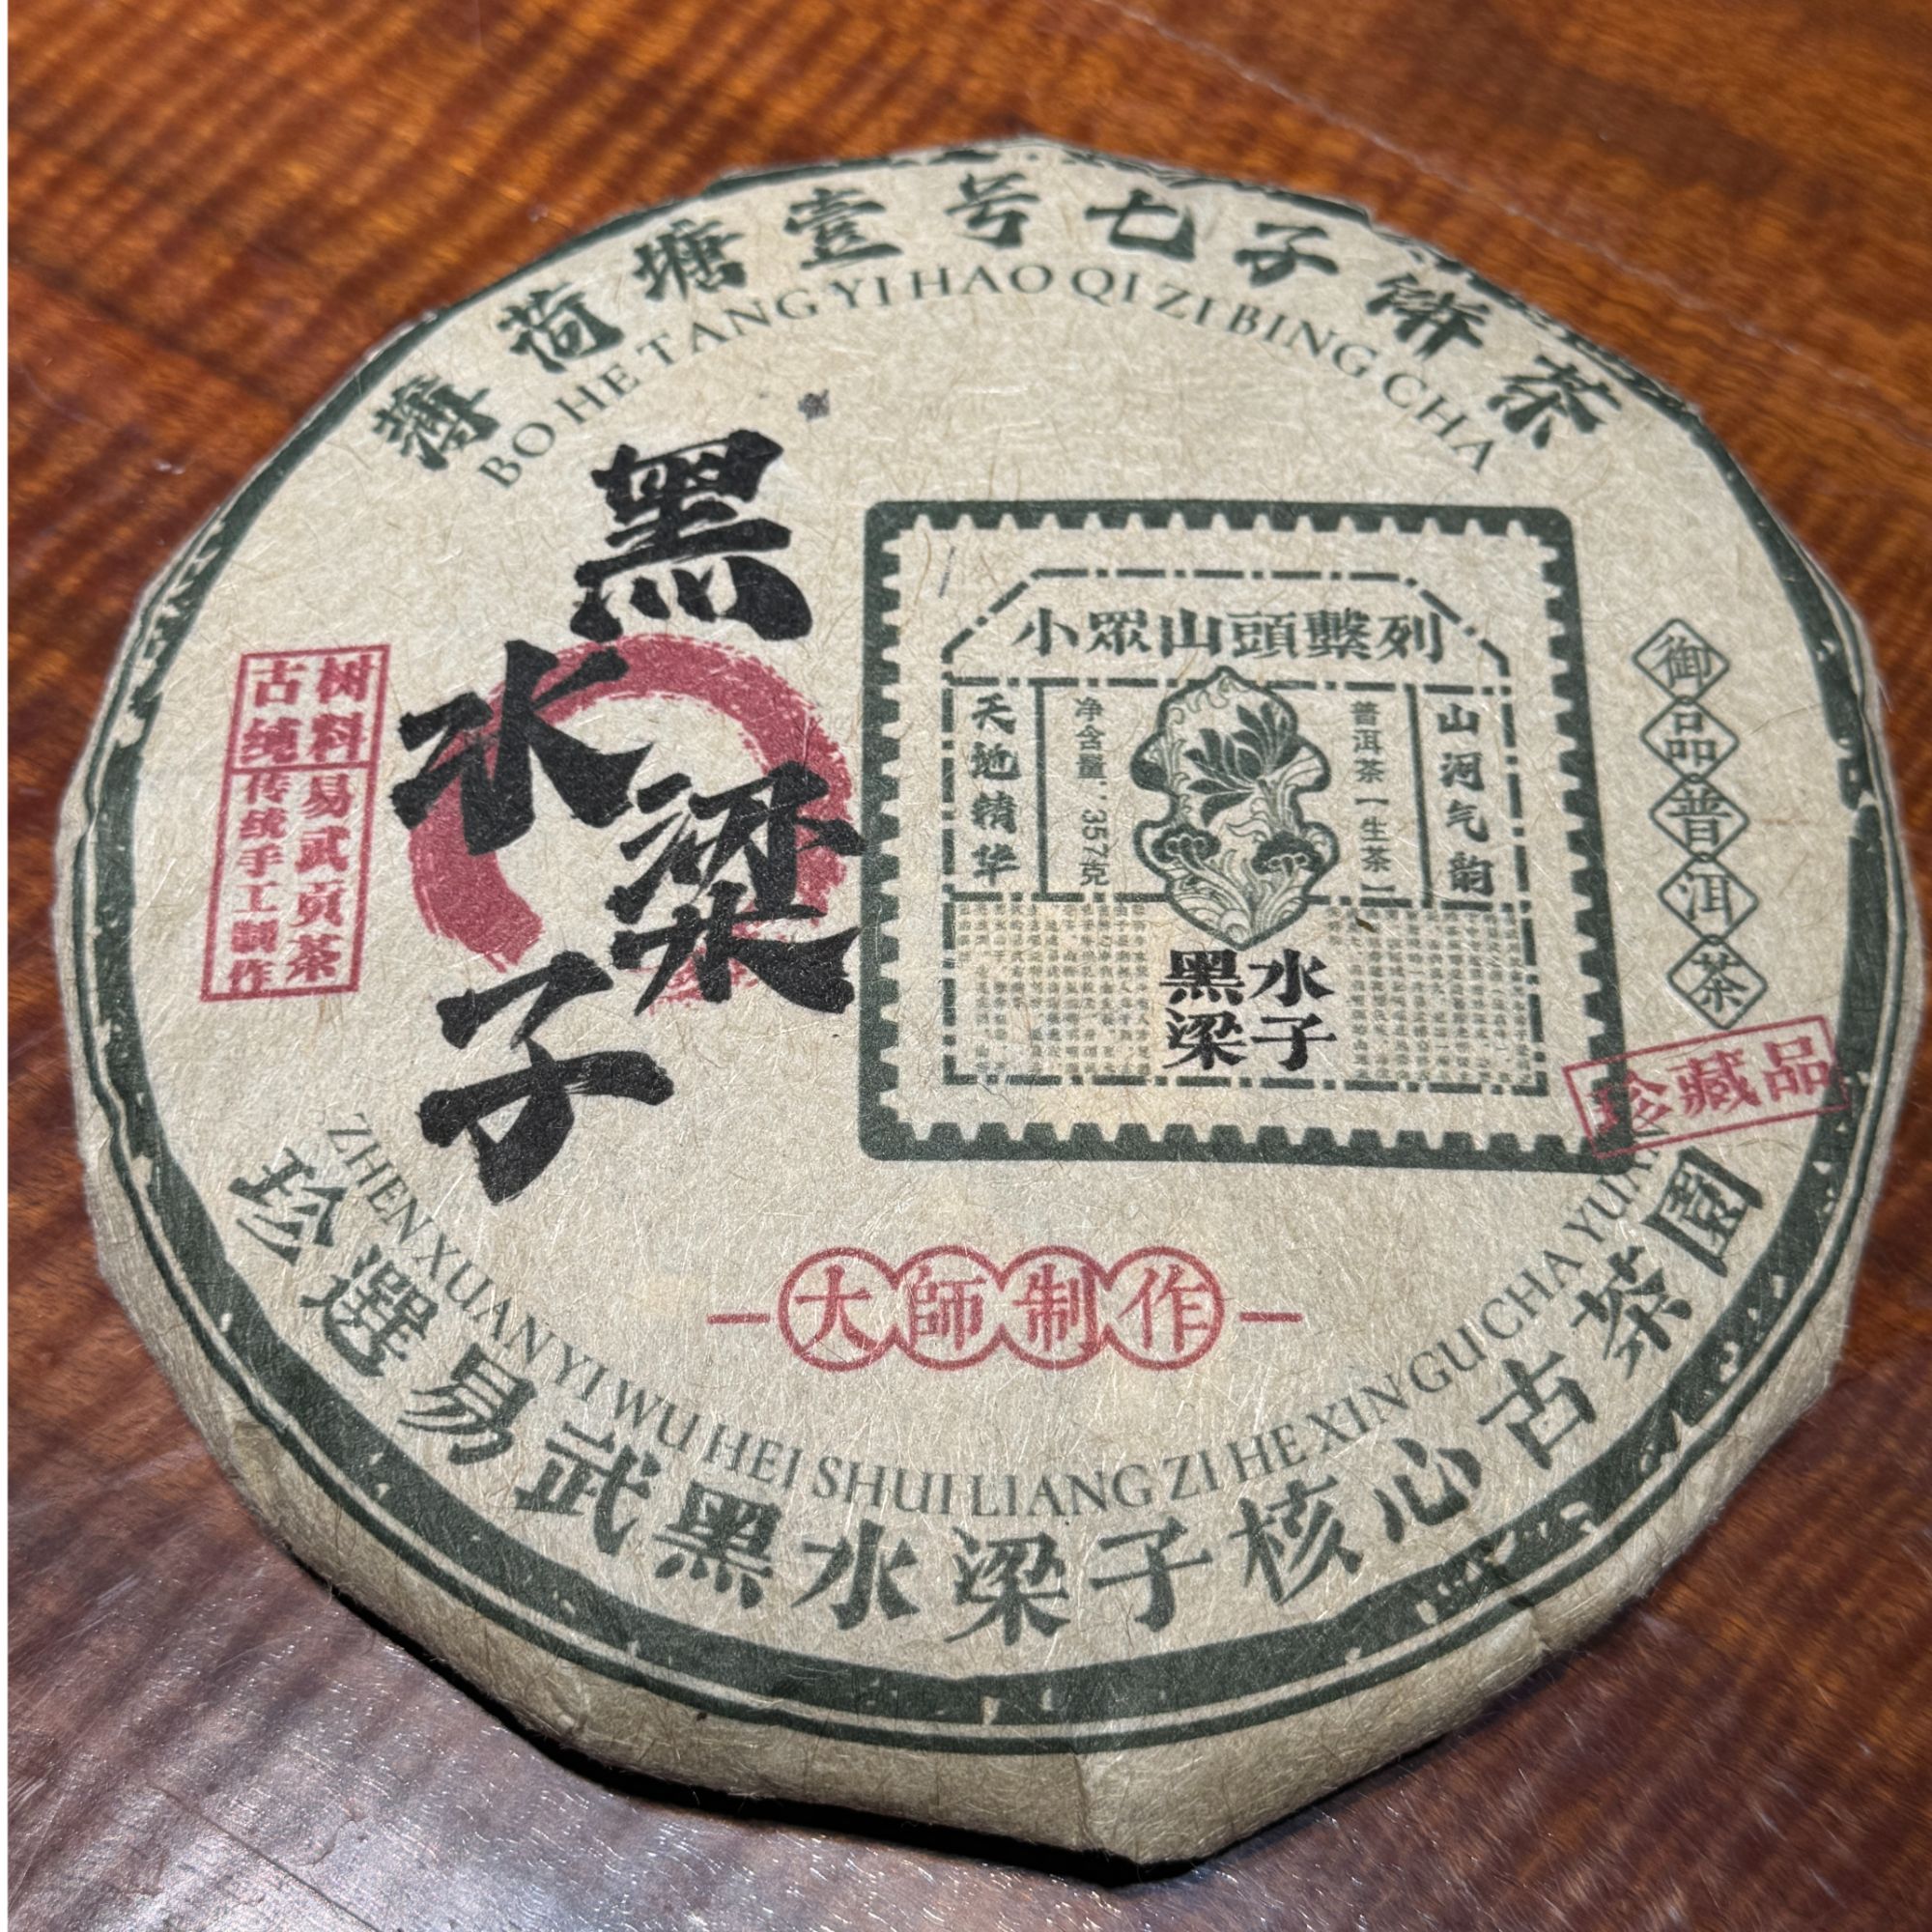 薄荷塘壹号七子饼茶
BO HE TANG YI HAO QI ZI BING CHA
黑水梁子
古纯
树料
易武贡茶
传统手工制作
小眾山頭繫列
天地精华
净含量：357克
普洱茶【生茶】
山河气韵
黑水
梁子
御品普洱茶
珍藏品
大師制作
ZHEN XUAN YI WU HEI SHUI LIANG ZI HE XIN GU CHA YUAN
珍選易武黑水梁子核心古茶園